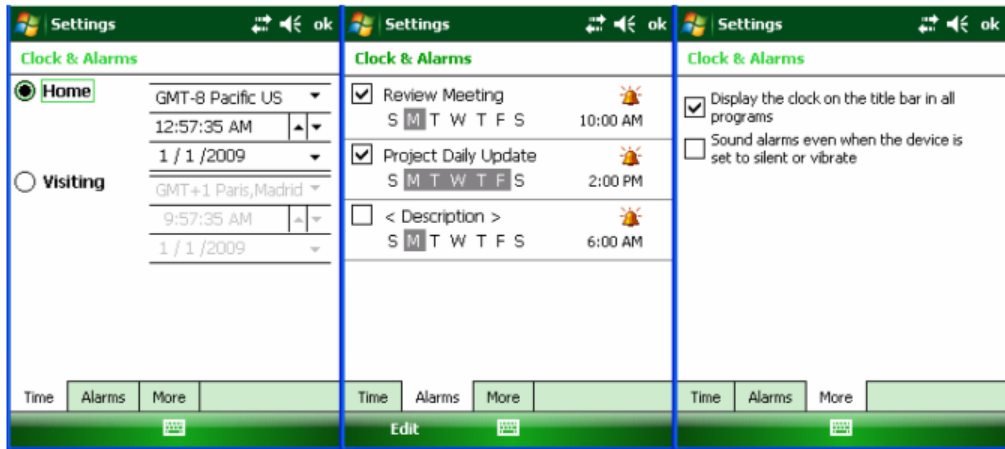 Settings ok
Clock & Alarms
Home
GMT-8 Pacific US
12:57:35 AM
1 / 1 /2009
Visiting
GMT+1 Paris,Madrid
9:57:35 AM
1 / 1 /2009
Time Alarms More
Settings ok
Clock & Alarms
Review Meeting
S M T W T F S 10:00 AM
Project Daily Update
S M T W T F S 2:00 PM
< Description >
S M T W T F S 6:00 AM
Time Alarms More
Edit
Settings ok
Clock & Alarms
Display the clock on the title bar in all
programs
Sound alarms even when the device is
set to silent or vibrate
Time Alarms More